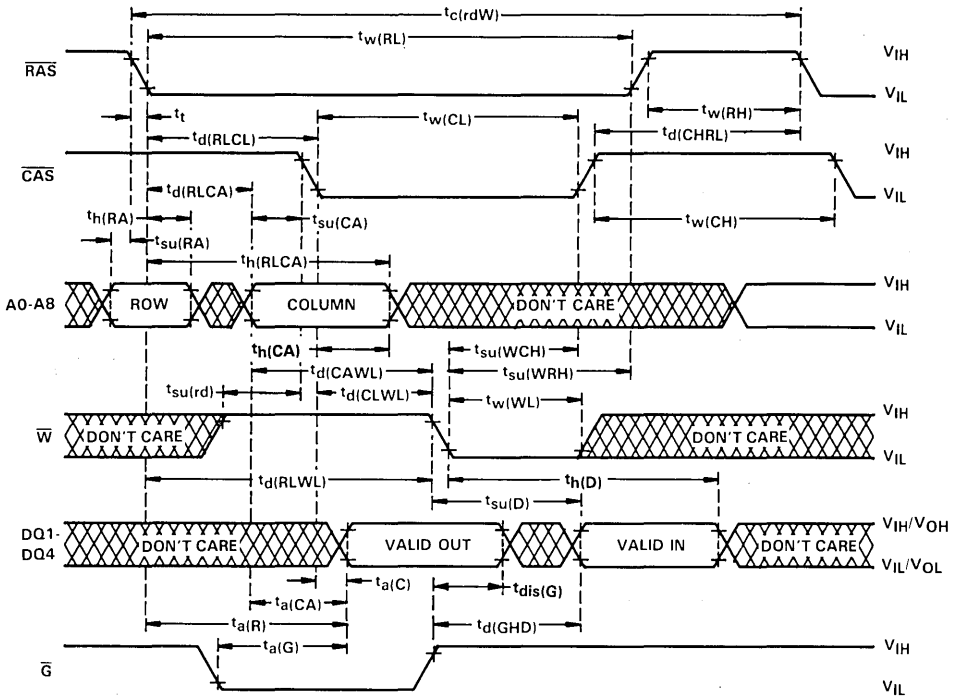 tc(rdW)
tw(RL)
RAS
VIH
VIL
tw(RH)
tt
tw(CL)
td(RLCL)
td(CHRL)
CAS
VIH
VIL
td(RLCA)
th(RA)
tsu(CA)
tw(CH)
tsu(RA)
th(RLCA)
A0-A8
ROW
COLUMN
DON'T CARE
VIH
VIL
th(CA)
tsu(WCH)
td(CAWL)
tsu(WRH)
tsu(rd)
td(CLWL)
tw(WL)
W
DON'T CARE
DON'T CARE
VIH
VIL
td(RLWL)
th(D)
tsu(D)
DQ1-
DQ4
DON'T CARE
VALID OUT
VALID IN
DON'T CARE
VIH/VOH
VIL/VOL
ta(C)
tdis(G)
ta(CA)
ta(R)
td(GHD)
ta(G)
G
VIH
VIL